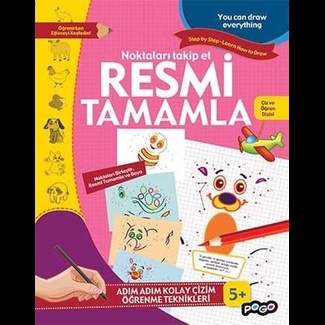 Öğrenirken
Eğlenceyi Keşfedin!
You can draw
everything
Step by Step-Learn How to Draw
Noktaları takip et
RESMİ
TAMAMLA
Çiz ve
Öğren
Dizisi
Noktaları Birleştir,
Resmi Tamamla ve Boya
ADIM ADIM KOLAY ÇİZİM
ÖĞRENME TEKNİKLERİ
5+
POGO